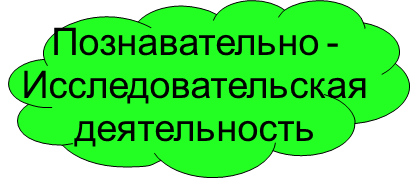 Познавательно -
Исследовательская
деятельность